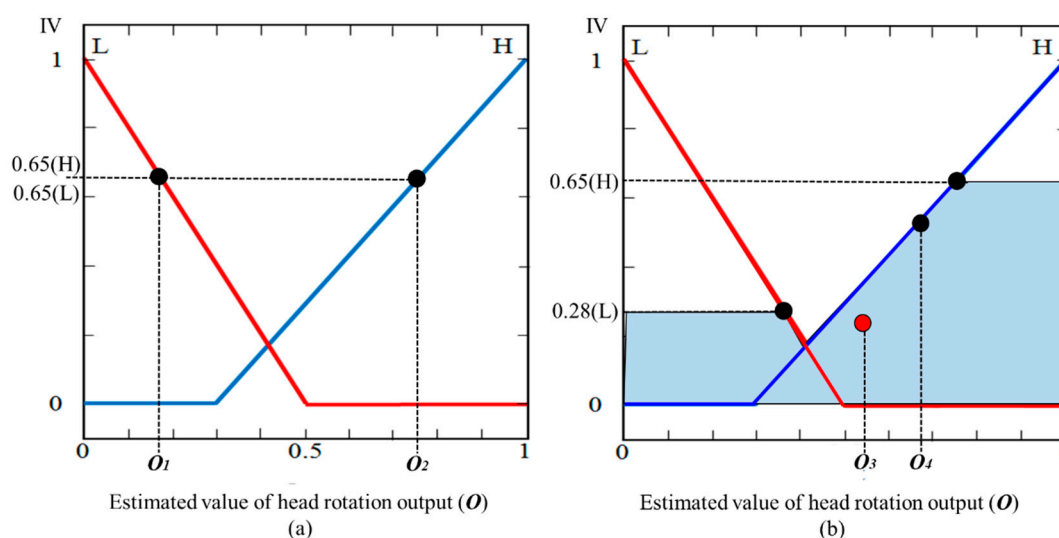 IV
L
H
1
0.65(H)
0.65(L)
0
0
0.5
1
O1
O2
Estimated value of head rotation output (O)
(a)
IV
L
H
1
0.65(H)
0.28(L)
0
0
1
O3
O4
Estimated value of head rotation output (O)
(b)